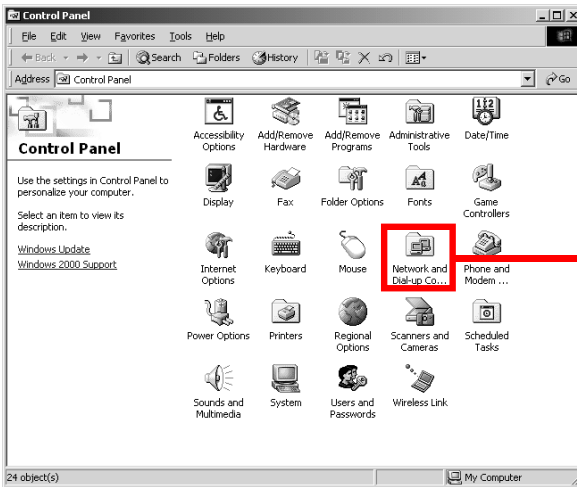 Control Panel
File Edit View Favorites Tools Help
Back Search Folders History
Address Control Panel Go
Control Panel
Use the settings in Control Panel to
personalize your computer.
Select an item to view its
description.
Windows Update
Windows 2000 Support
Accessibility
Options
Add/Remove
Hardware
Add/Remove
Programs
Administrative
Tools
12
Date/Time
Display
Fax
Folder Options
Fonts
Game
Controllers
Internet
Options
Keyboard
Mouse
Network and
Dial-up Co...
Phone and
Modem ...
Power Options
Printers
Regional
Options
Scanners and
Cameras
Scheduled
Tasks
Sounds and
Multimedia
System
Users and
Passwords
Wireless Link
24 object(s) My Computer